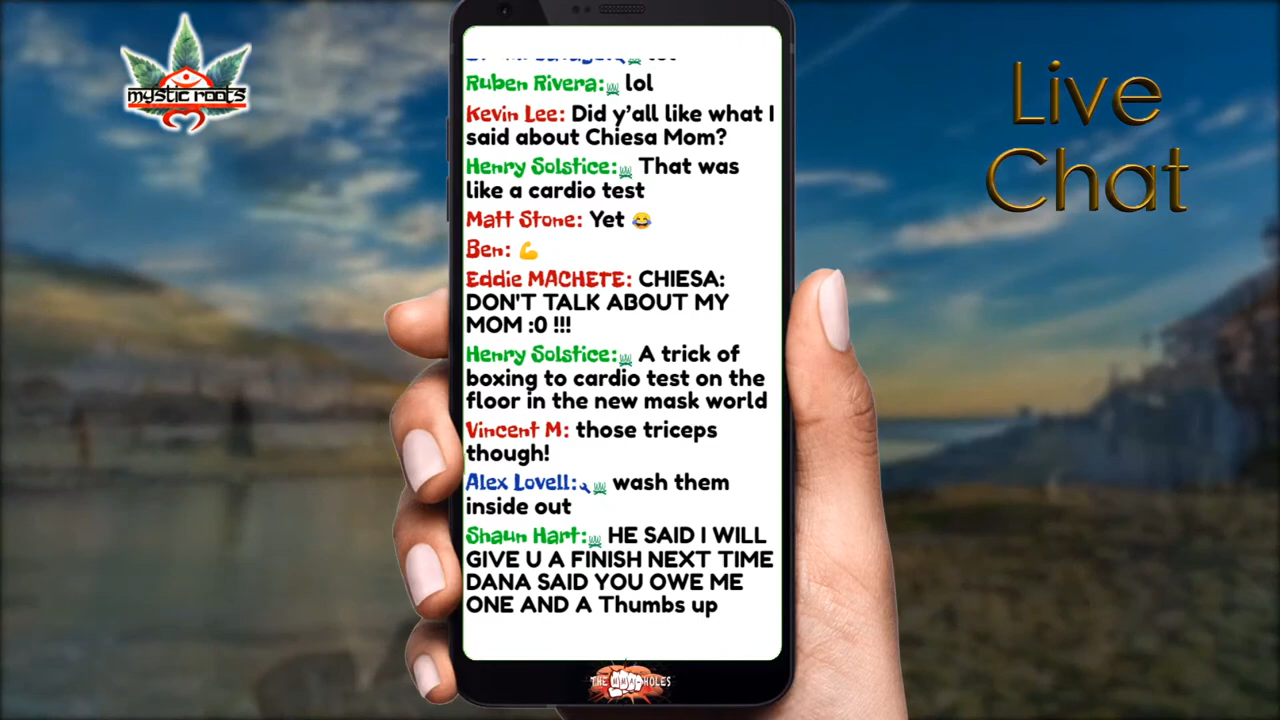 mystic roots
Live
Chat
lol
Ruben Rivera: lol
Kevin Lee: Did y'all like what I
said about Chiesa Mom?
Henry Solstice: That was
like a cardio test
Matt Stone: Yet 😂
Ben: 💪
Eddie MACHETE: CHIESA:
DON'T TALK ABOUT MY
MOM :0 !!!
Henry Solstice: A trick of
boxing to cardio test on the
floor in the new mask world
Vincent M: those triceps
though!
Alex Lovell: wash them
inside out
Shaun Hart: HE SAID I WILL
GIVE U A FINISH NEXT TIME
DANA SAID YOU OWE ME
ONE AND A Thumbs up
THE MMA-HOLES